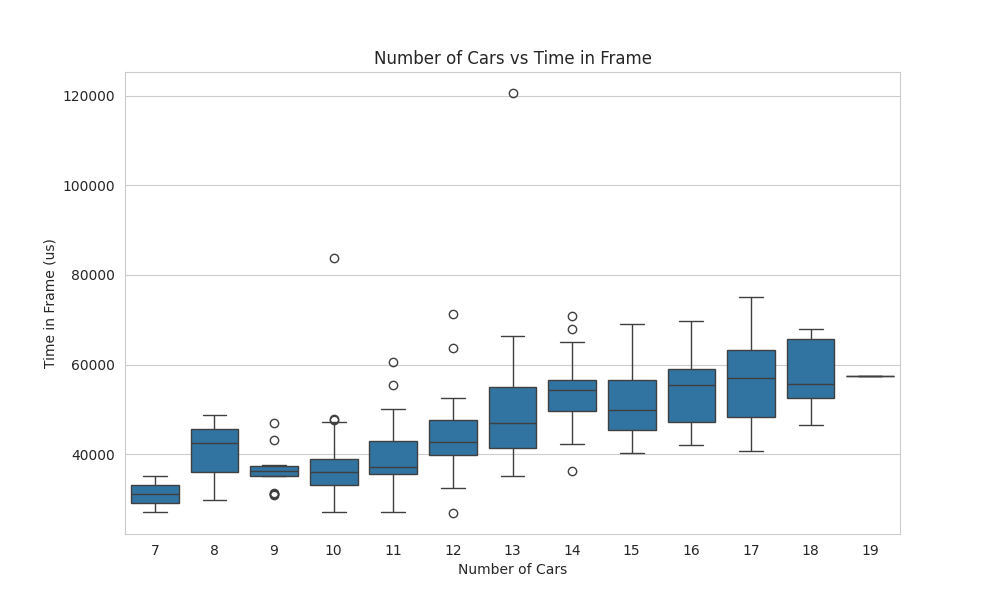 Number of Cars vs Time in Frame
120000
100000
80000
60000
40000
Time in Frame (us)
7 8 9 10 11 12 13 14 15 16 17 18 19
Number of Cars